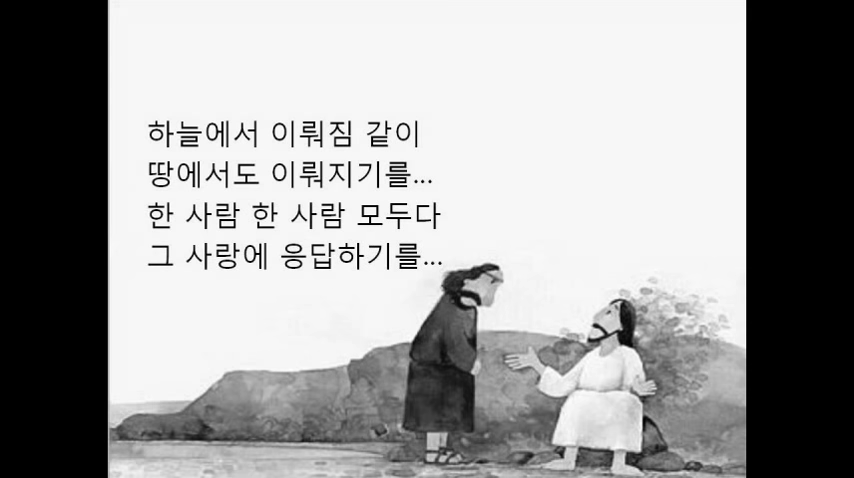 하늘에서 이뤄짐 같이
땅에서도 이뤄지기를...
한 사람 한 사람 모두다
그 사랑에 응답하기를...